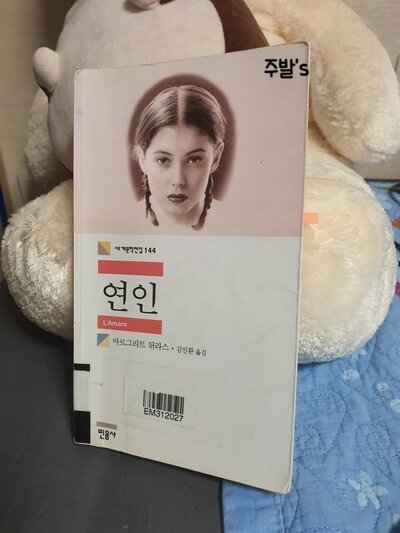 주발's
세계문학전집 144
연인
L'Amant
마르그리트 뒤라스 · 김인환 옮김
EM312027
민음사